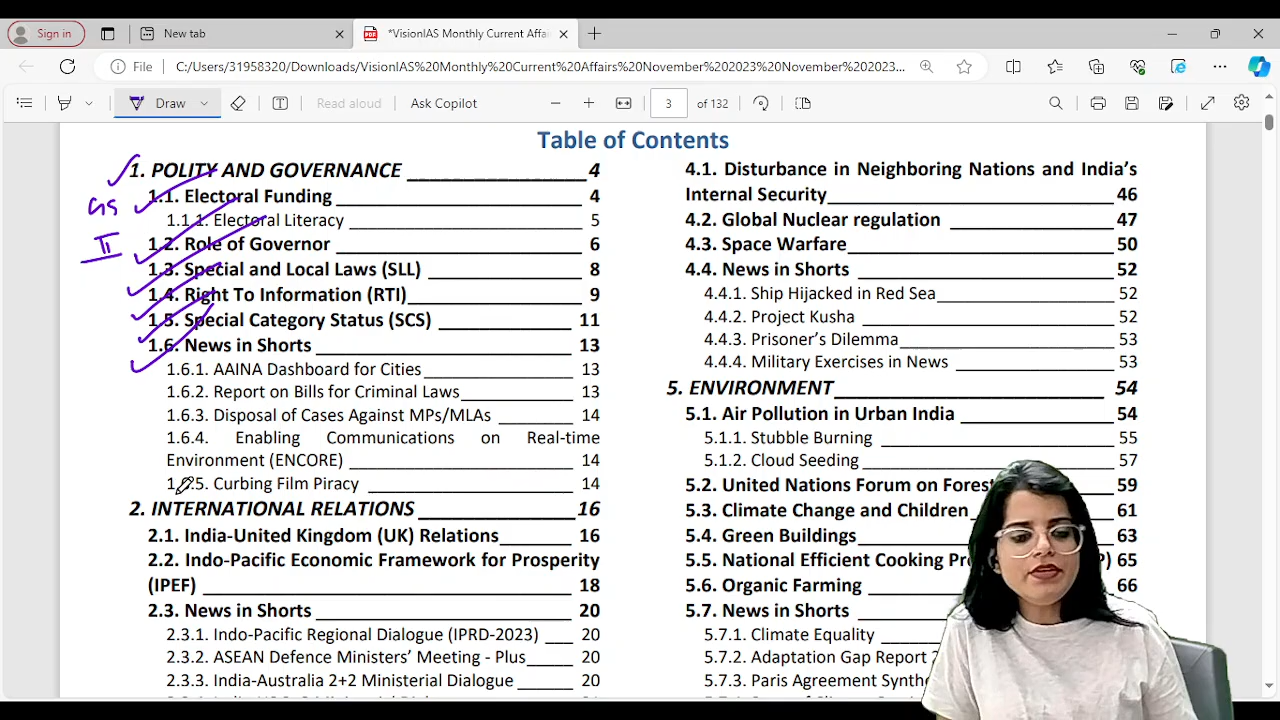 Sign in
New tab
*VisionIAS Monthly Current Affai
File
C:/Users/31958320/Downloads/VisionIAS%20Monthly%20Current%20Affairs%20November%202023%20November%202023...
Draw
Read aloud
Ask Copilot
3 of 132
Table of Contents
1. POLITY AND GOVERNANCE 4
GS
II
1.1. Electoral Funding 4
1.1.1. Electoral Literacy 5
1.2. Role of Governor 6
1.3. Special and Local Laws (SLL) 8
1.4. Right To Information (RTI) 9
1.5. Special Category Status (SCS) 11
1.6. News in Shorts 13
1.6.1. AAINA Dashboard for Cities 13
1.6.2. Report on Bills for Criminal Laws 13
1.6.3. Disposal of Cases Against MPs/MLAs 14
1.6.4. Enabling Communications on Real-time
Environment (ENCORE) 14
5. Curbing Film Piracy 14
2. INTERNATIONAL RELATIONS 16
2.1. India-United Kingdom (UK) Relations 16
2.2. Indo-Pacific Economic Framework for Prosperity
(IPEF) 18
2.3. News in Shorts 20
2.3.1. Indo-Pacific Regional Dialogue (IPRD-2023) 20
2.3.2. ASEAN Defence Ministers’ Meeting - Plus 20
2.3.3. India-Australia 2+2 Ministerial Dialogue 20
4.1. Disturbance in Neighboring Nations and India’s
Internal Security 46
4.2. Global Nuclear regulation 47
4.3. Space Warfare 50
4.4. News in Shorts 52
4.4.1. Ship Hijacked in Red Sea 52
4.4.2. Project Kusha 52
4.4.3. Prisoner’s Dilemma 53
4.4.4. Military Exercises in News 53
5. ENVIRONMENT 54
5.1. Air Pollution in Urban India 54
5.1.1. Stubble Burning 55
5.1.2. Cloud Seeding 57
5.2. United Nations Forum on Forest 59
5.3. Climate Change and Children 61
5.4. Green Buildings 63
5.5. National Efficient Cooking Pr P) 65
5.6. Organic Farming 66
5.7. News in Shorts
5.7.1. Climate Equality
5.7.2. Adaptation Gap Report
5.7.3. Paris Agreement Synthe